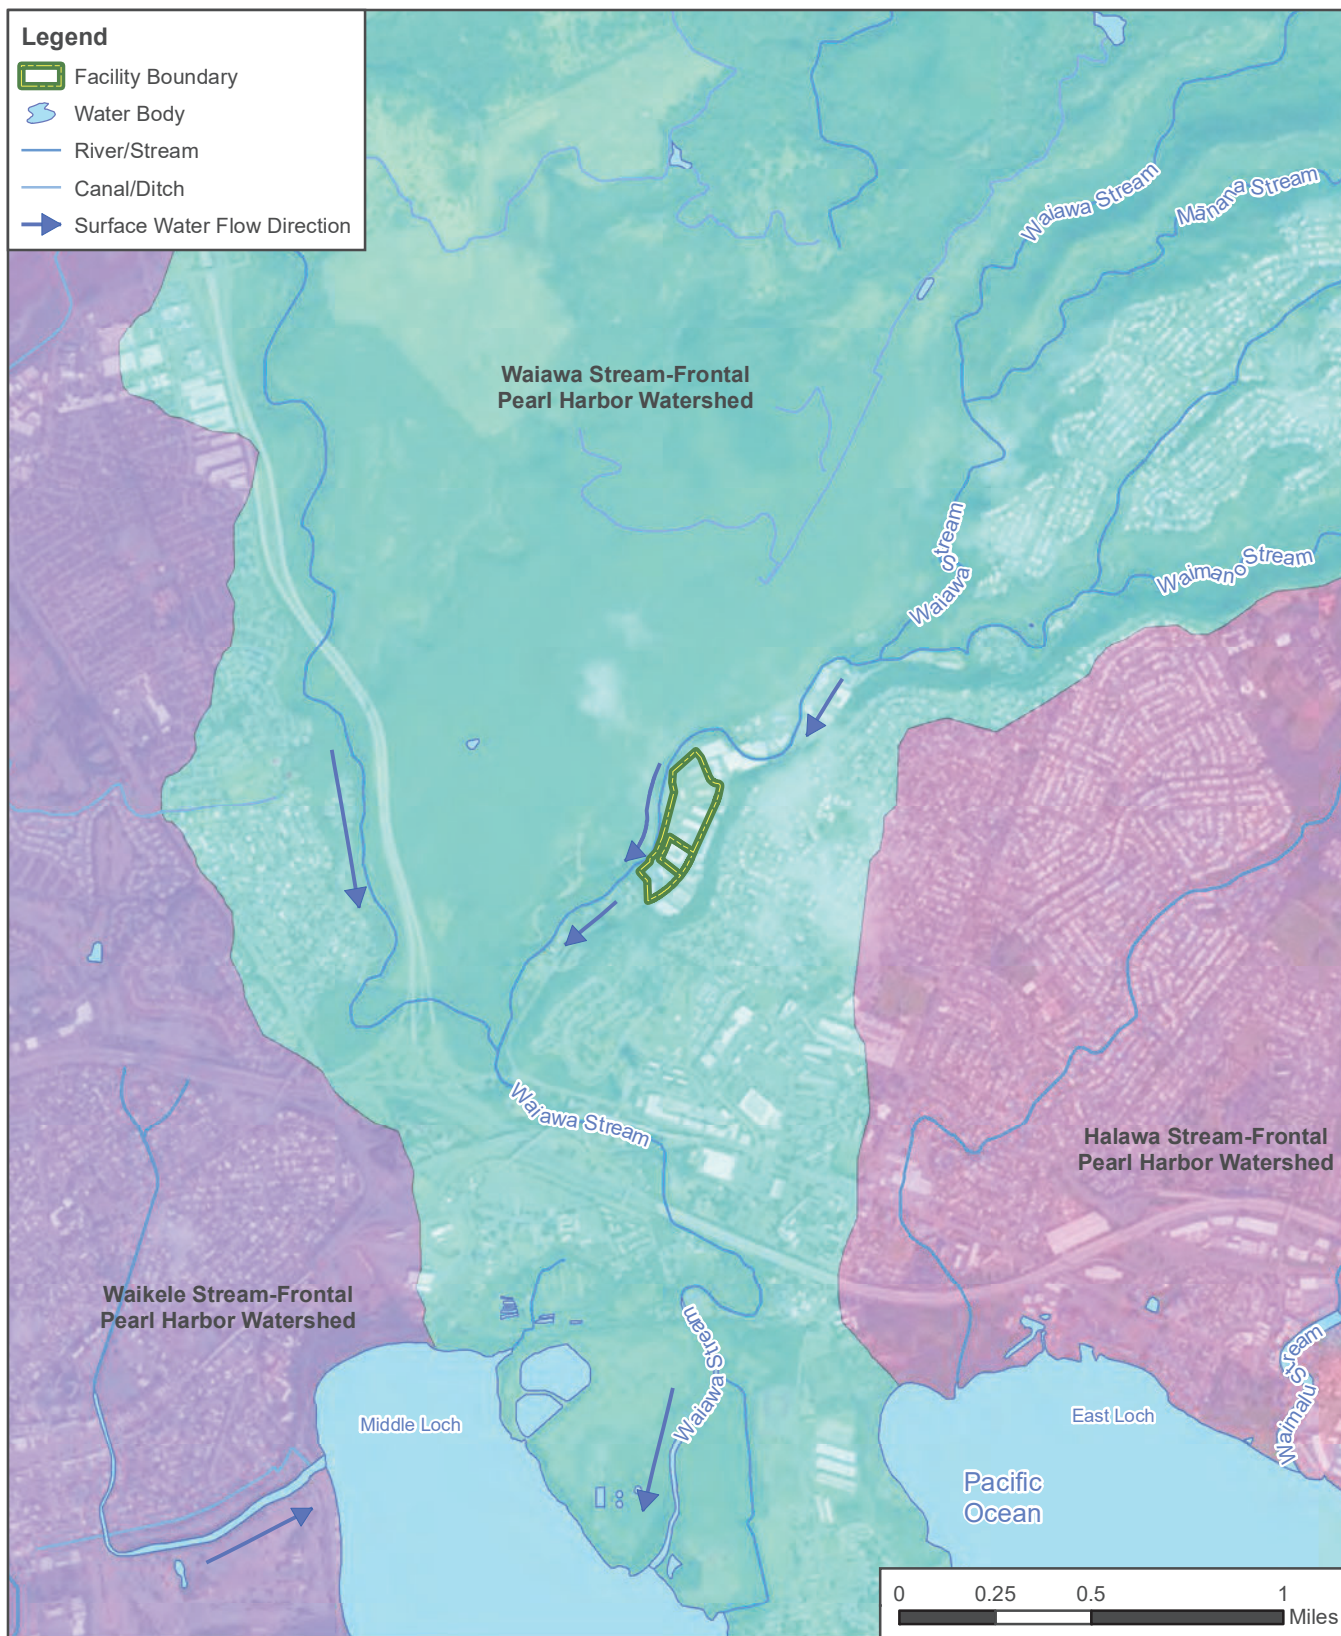 Legend
Facility Boundary
Water Body
River/Stream
Canal/Ditch
Surface Water Flow Direction
Waiawa Stream
Mānana Stream
Waiawa Stream-Frontal
Pearl Harbor Watershed
Waiawa Stream
Waimano Stream
Waiawa Stream
Halawa Stream-Frontal
Pearl Harbor Watershed
Waikele Stream-Frontal
Pearl Harbor Watershed
Waiawa Stream
Waimalu Stream
Middle Loch
East Loch
Pacific
Ocean
0 0.25 0.5 1
Miles